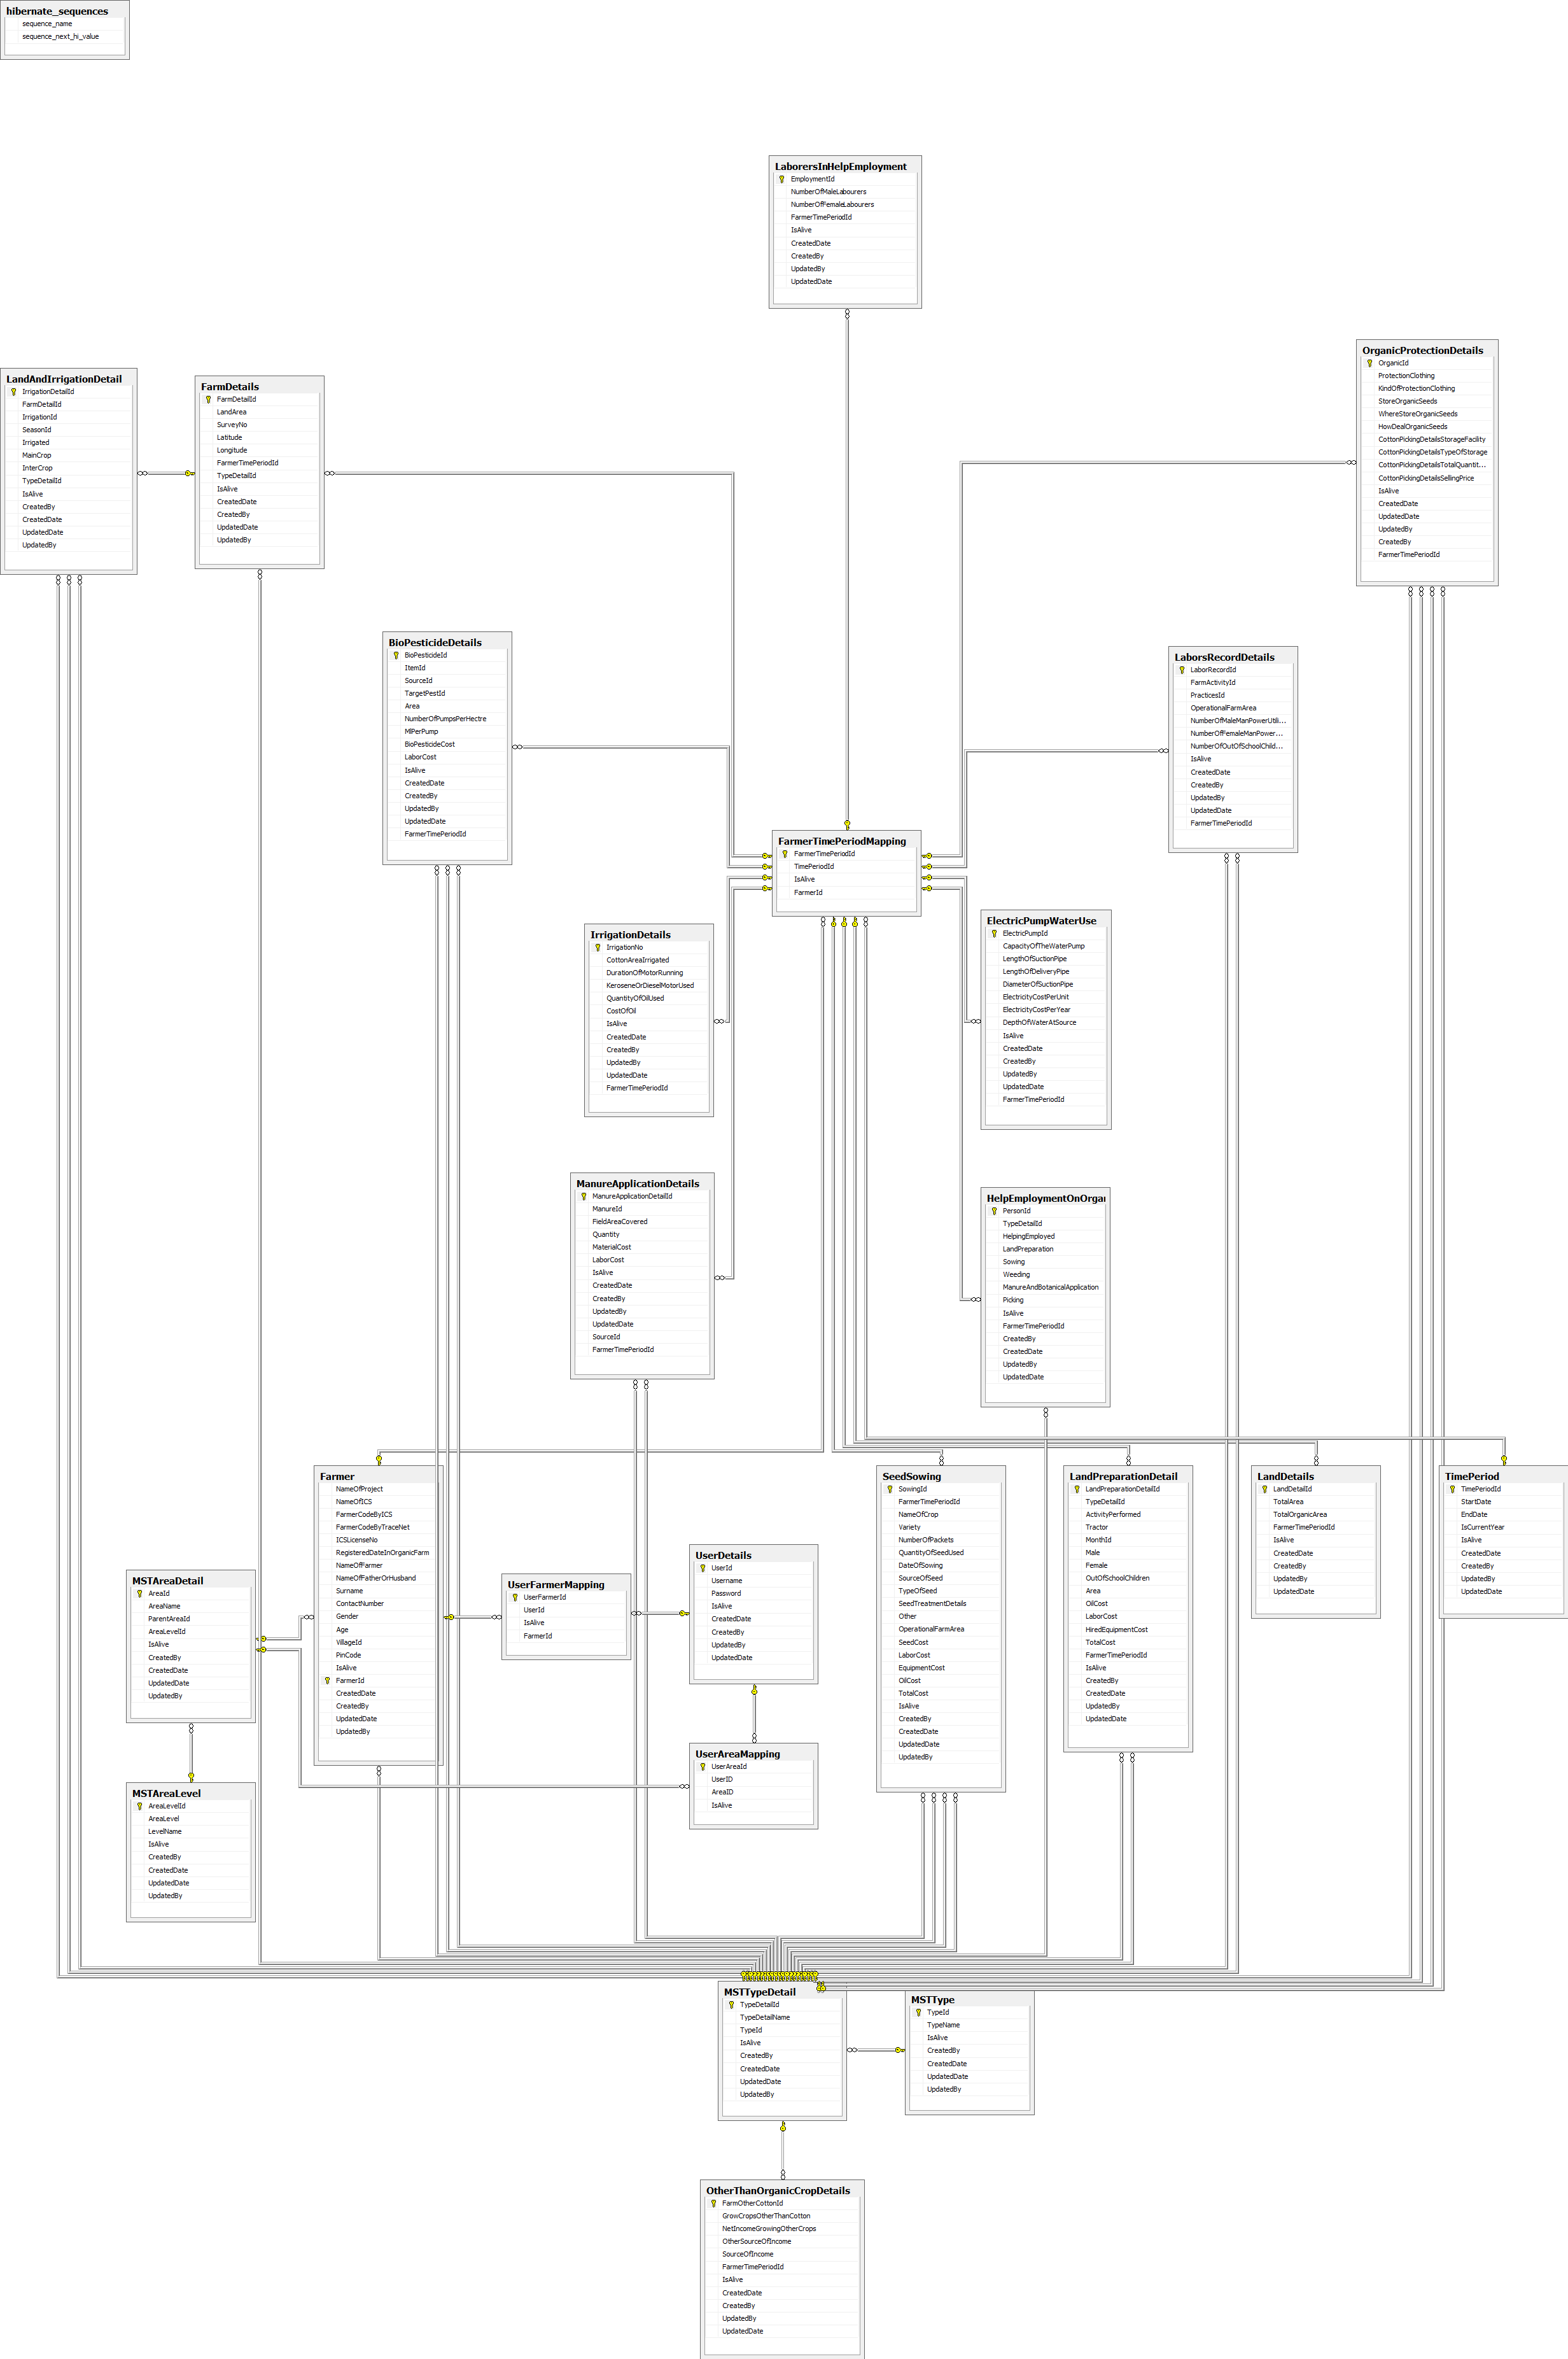 hibernate_sequences
sequence_name
sequence_next_hi_value
LaborersInHelpEmployment
EmploymentId
NumberOfMaleLabourers
NumberOfFemaleLabourers
FarmerTimePeriodId
IsAlive
CreatedDate
CreatedBy
UpdatedBy
UpdatedDate
OrganicProtectionDetails
OrganicId
ProtectionClothing
KindOfProtectionClothing
StoreOrganicSeeds
WhereStoreOrganicSeeds
HowDealOrganicSeeds
CottonPickingDetailsStorageFacility
CottonPickingDetailsTypeOfStorage
CottonPickingDetailsTotalQuantit...
CottonPickingDetailsSellingPrice
IsAlive
CreatedDate
UpdatedDate
UpdatedBy
CreatedBy
FarmerTimePeriodId
LandAndIrrigationDetail
IrrigationDetailId
FarmDetailId
IrrigationId
SeasonId
Irrigated
MainCrop
InterCrop
TypeDetailId
IsAlive
CreatedBy
CreatedDate
UpdatedDate
UpdatedBy
FarmDetails
FarmDetailId
LandArea
SurveyNo
Latitude
Longitude
FarmerTimePeriodId
TypeDetailId
IsAlive
CreatedDate
CreatedBy
UpdatedDate
UpdatedBy
BioPesticideDetails
BioPesticideId
ItemId
SourceId
TargetPestId
Area
NumberOfPumpsPerHectre
MlPerPump
BioPesticideCost
LaborCost
IsAlive
CreatedDate
CreatedBy
UpdatedBy
UpdatedDate
FarmerTimePeriodId
LaborsRecordDetails
LaborRecordId
FarmActivityId
PracticesId
OperationalFarmArea
NumberOfMaleManPowerUtili...
NumberOfFemaleManPower...
NumberOfOutOfSchoolChild...
IsAlive
CreatedDate
CreatedBy
UpdatedBy
UpdatedDate
FarmerTimePeriodId
FarmerTimePeriodMapping
FarmerTimePeriodId
TimePeriodId
IsAlive
FarmerId
IrrigationDetails
IrrigationNo
CottonAreaIrrigated
DurationOfMotorRunning
KeroseneOrDieselMotorUsed
QuantityOfOilUsed
CostOfOil
IsAlive
CreatedDate
CreatedBy
UpdatedBy
UpdatedDate
FarmerTimePeriodId
ElectricPumpWaterUse
ElectricPumpId
CapacityOfTheWaterPump
LengthOfSuctionPipe
LengthOfDeliveryPipe
DiameterOfSuctionPipe
ElectricityCostPerUnit
ElectricityCostPerYear
DepthOfWaterAtSource
IsAlive
CreatedDate
CreatedBy
UpdatedBy
UpdatedDate
FarmerTimePeriodId
ManureApplicationDetails
ManureApplicationDetailId
ManureId
FieldAreaCovered
Quantity
MaterialCost
LaborCost
IsAlive
CreatedDate
CreatedBy
UpdatedBy
UpdatedDate
SourceId
FarmerTimePeriodId
HelpEmploymentOnOrgan
PersonId
TypeDetailId
HelpingEmployed
LandPreparation
Sowing
Weeding
ManureAndBotanicalApplication
Picking
IsAlive
FarmerTimePeriodId
CreatedBy
CreatedDate
UpdatedBy
UpdatedDate
Farmer
NameOfProject
NameOfICS
FarmerCodeByICS
FarmerCodeByTraceNet
ICSLicenseNo
RegisteredDateInOrganicFarm
NameOfFarmer
NameOfFatherOrHusband
Surname
ContactNumber
Gender
Age
VillageId
PinCode
IsAlive
FarmerId
CreatedDate
CreatedBy
UpdatedDate
UpdatedBy
SeedSowing
SowingId
FarmerTimePeriodId
NameOfCrop
Variety
NumberOfPackets
QuantityOfSeedUsed
DateOfSowing
SourceOfSeed
TypeOfSeed
SeedTreatmentDetails
Other
OperationalFarmArea
SeedCost
LaborCost
EquipmentCost
OilCost
TotalCost
IsAlive
CreatedBy
CreatedDate
UpdatedDate
UpdatedBy
LandPreparationDetail
LandPreparationDetailId
TypeDetailId
ActivityPerformed
Tractor
MonthId
Male
Female
OutOfSchoolChildren
Area
OilCost
LaborCost
HiredEquipmentCost
TotalCost
FarmerTimePeriodId
IsAlive
CreatedBy
CreatedDate
UpdatedBy
UpdatedDate
LandDetails
LandDetailId
TotalArea
TotalOrganicArea
FarmerTimePeriodId
IsAlive
CreatedDate
CreatedBy
UpdatedBy
UpdatedDate
TimePeriod
TimePeriodId
StartDate
EndDate
IsCurrentYear
IsAlive
CreatedDate
CreatedBy
UpdatedBy
UpdatedDate
MSTAreaDetail
AreaId
AreaName
ParentAreaId
AreaLevelId
IsAlive
CreatedBy
CreatedDate
UpdatedDate
UpdatedBy
UserFarmerMapping
UserFarmerId
UserId
IsAlive
FarmerId
UserDetails
UserId
Username
Password
IsAlive
CreatedDate
CreatedBy
UpdatedBy
UpdatedDate
UserAreaMapping
UserAreaId
UserID
AreaID
IsAlive
MSTAreaLevel
AreaLevelId
AreaLevel
LevelName
IsAlive
CreatedBy
CreatedDate
UpdatedDate
UpdatedBy
MSTTypeDetail
TypeDetailId
TypeDetailName
TypeId
IsAlive
CreatedBy
CreatedDate
UpdatedDate
UpdatedBy
MSTType
TypeId
TypeName
IsAlive
CreatedBy
CreatedDate
UpdatedDate
UpdatedBy
OtherThanOrganicCropDetails
FarmOtherCottonId
GrowCropsOtherThanCotton
NetIncomeGrowingOtherCrops
OtherSourceOfIncome
SourceOfIncome
FarmerTimePeriodId
IsAlive
CreatedDate
CreatedBy
UpdatedBy
UpdatedDate